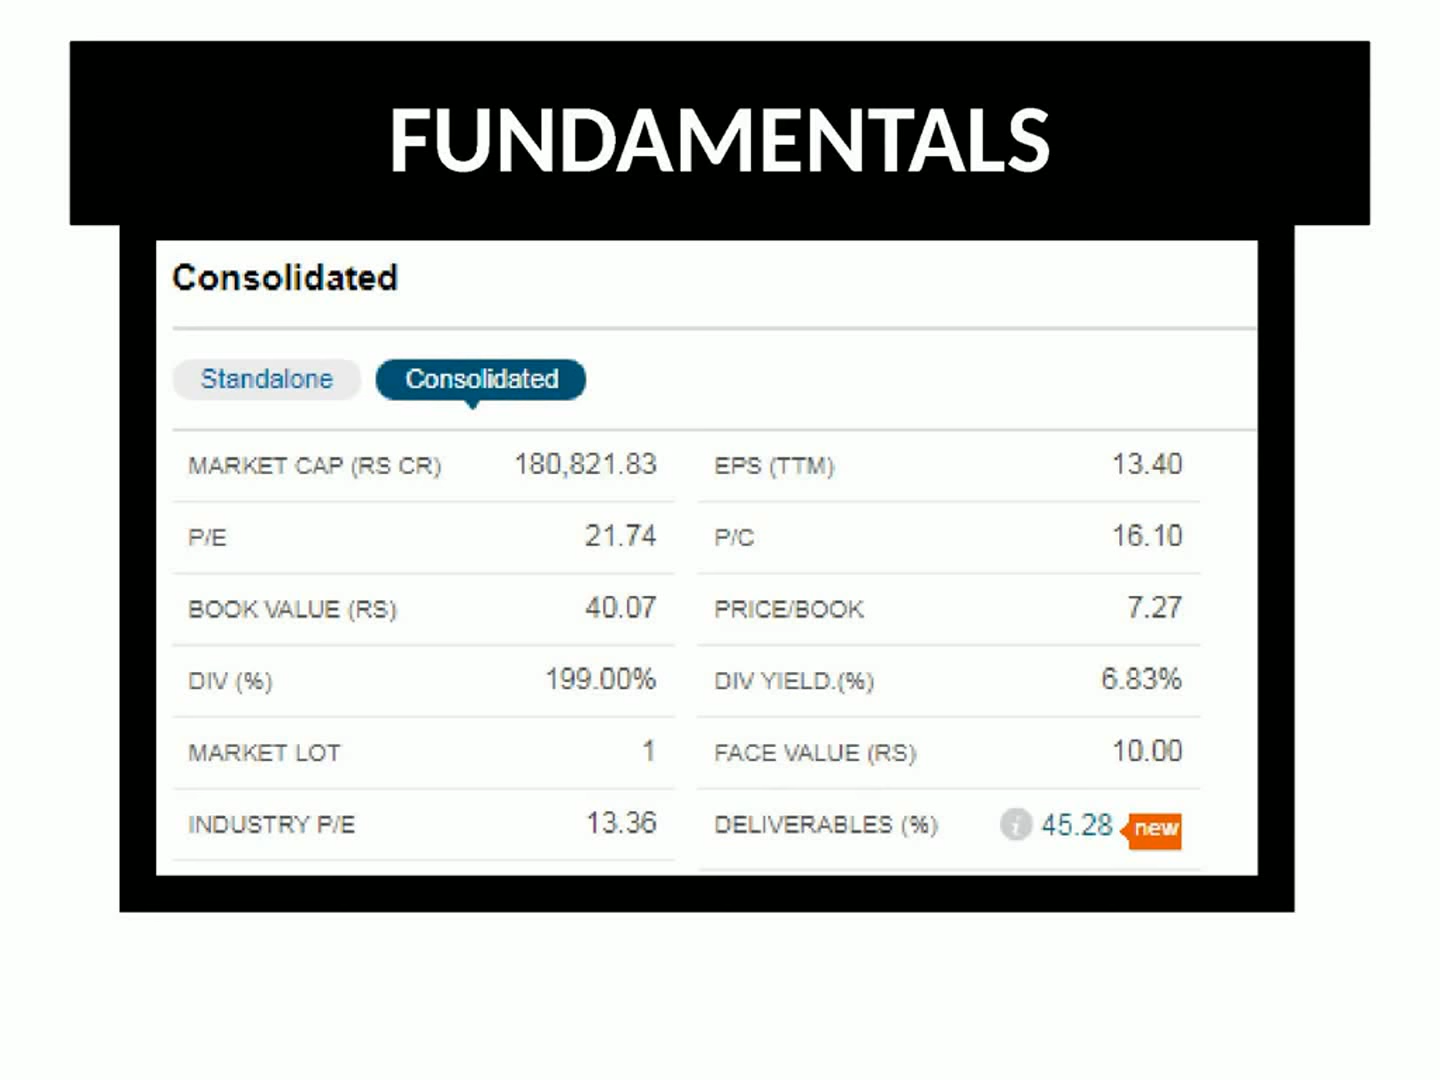 FUNDAMENTALS
Consolidated
Standalone Consolidated
MARKET CAP (RS CR) 180,821.83 EPS (TTM) 13.40
P/E 21.74 P/C 16.10
BOOK VALUE (RS) 40.07 PRICE/BOOK 7.27
DIV (%) 199.00% DIV YIELD.(%) 6.83%
MARKET LOT 1 FACE VALUE (RS) 10.00
INDUSTRY P/E 13.36 DELIVERABLES (%) i 45.28 new